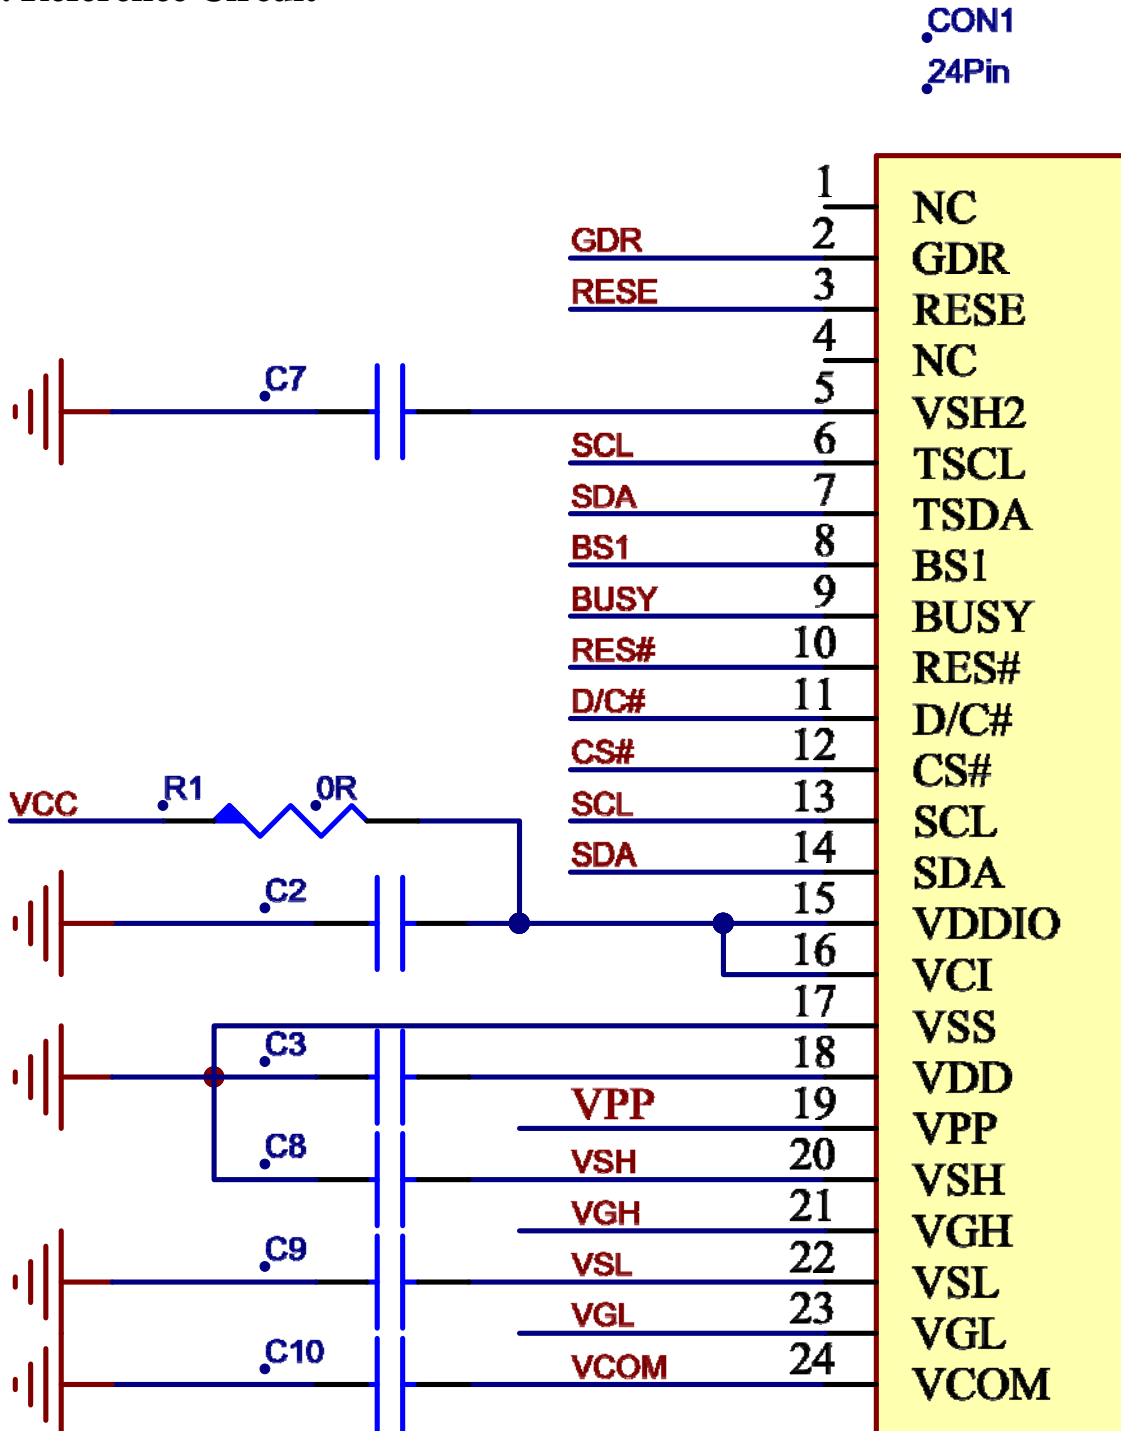 . Reference Circuit
CON1
24Pin
1 NC
GDR 2 GDR
RESE 3 RESE
4 NC
C7 5 VSH2
SCL 6 TSCL
SDA 7 TSDA
BS1 8 BS1
BUSY 9 BUSY
RES# 10 RES#
D/C# 11 D/C#
CS# 12 CS#
VCC R1 0R SCL 13 SCL
SDA 14 SDA
C2 15 VDDIO
16 VCI
17 VSS
C3 18 VDD
VPP 19 VPP
C8 VSH 20 VSH
VGH 21 VGH
C9 VSL 22 VSL
VGL 23 VGL
C10 VCOM 24 VCOM